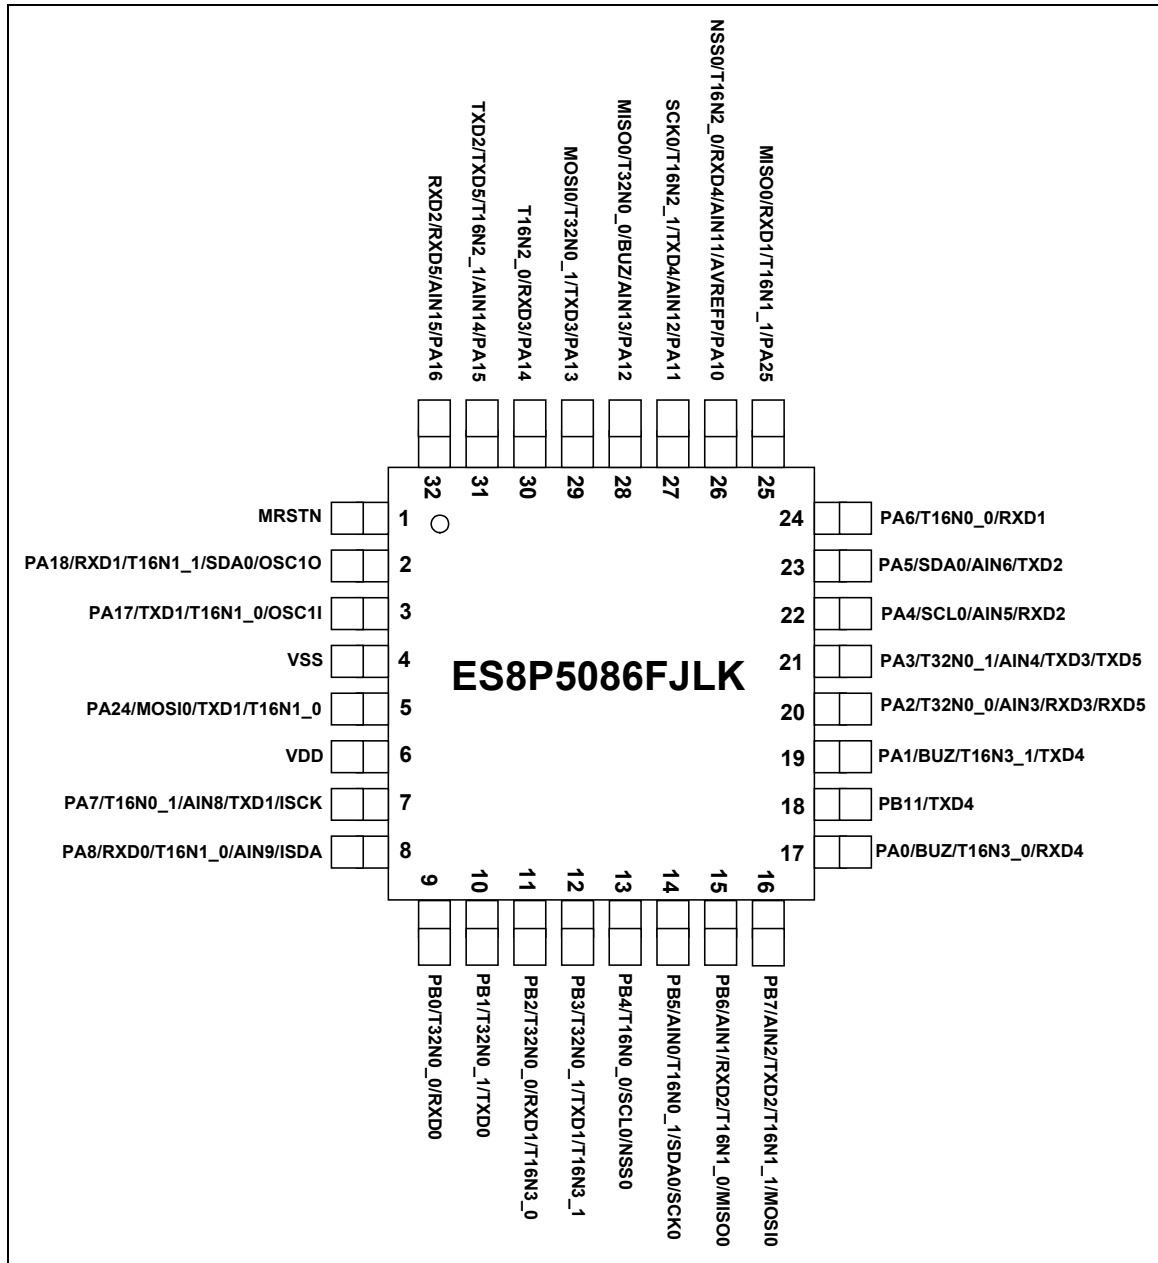 RXD2/RXD5/AIN15/PA16
TXD2/TXD5/T16N2_1/AIN14/PA15
T16N2_0/RXD3/PA14
MOSI0/T32N0_1/TXD3/PA13
MISO0/T32N0_0/BUZ/AIN13/PA12
SCK0/T16N2_1/TXD4/AIN12/PA11
NSS0/T16N2_0/RXD4/AIN11/AVREFP/PA10
MISO0/RXD1/T16N1_1/PA25
32
31
30
29
28
27
26
25
MRSTN
1
PA18/RXD1/T16N1_1/SDA0/OSC1O
2
PA17/TXD1/T16N1_0/OSC1I
3
VSS
4
PA24/MOSI0/TXD1/T16N1_0
5
VDD
6
PA7/T16N0_1/AIN8/TXD1/ISCK
7
PA8/RXD0/T16N1_0/AIN9/ISDA
8
ES8P5086FJLK
24
PA6/T16N0_0/RXD1
23
PA5/SDA0/AIN6/TXD2
22
PA4/SCL0/AIN5/RXD2
21
PA3/T32N0_1/AIN4/TXD3/TXD5
20
PA2/T32N0_0/AIN3/RXD3/RXD5
19
PA1/BUZ/T16N3_1/TXD4
18
PB11/TXD4
17
PA0/BUZ/T16N3_0/RXD4
9
10
11
12
13
14
15
16
PB0/T32N0_0/RXD0
PB1/T32N0_1/TXD0
PB2/T32N0_0/RXD1/T16N3_0
PB3/T32N0_1/TXD1/T16N3_1
PB4/T16N0_0/SCL0/NSS0
PB5/AIN0/T16N0_1/SDA0/SCK0
PB6/AIN1/RXD2/T16N1_0/MISO0
PB7/AIN2/TXD2/T16N1_1/MOSI0